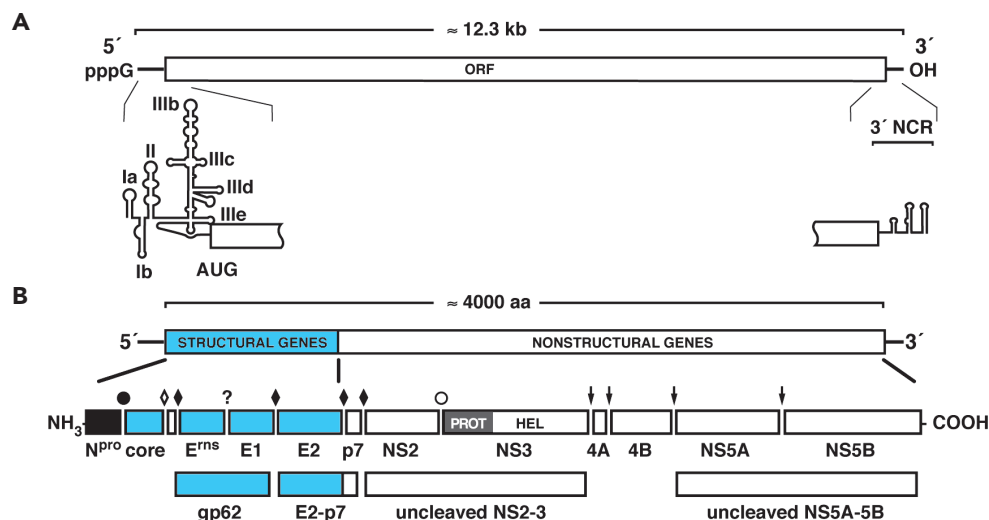 A
≈ 12.3 kb
5´ 3´
pppG ORF OH
IIIb
3´ NCR
II IIIc
Ia IIId
IIIe
Ib AUG
B
≈ 4000 aa
5´ STRUCTURAL GENES NONSTRUCTURAL GENES 3´
?
NH3 PROT HEL COOH
Npro core Erns E1 E2 p7 NS2 NS3 4A 4B NS5A NS5B
gp62 E2-p7 uncleaved NS2-3 uncleaved NS5A-5B